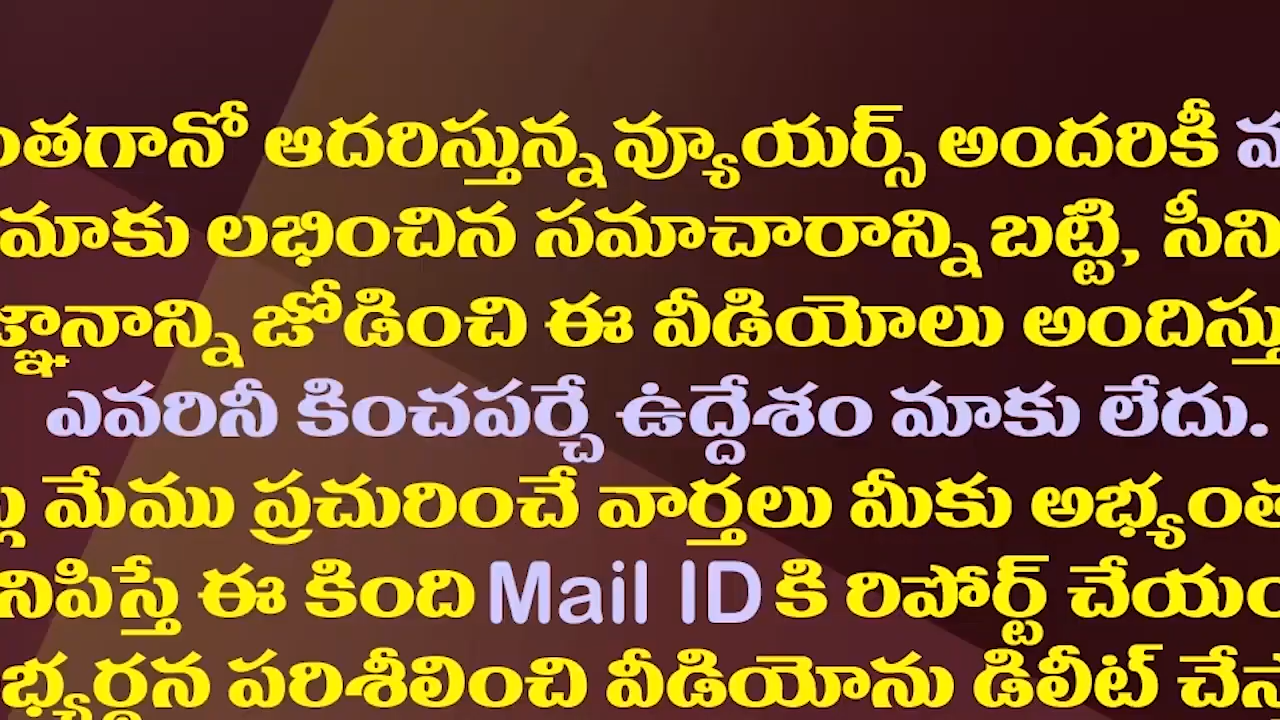 ంతగానో ఆదరిస్తున్న వ్యూయర్స్ అందరికీ
మాకు లభించిన సమాచారాన్ని బట్టి, సీని
జ్ఞానాన్ని జోడించి ఈ వీడియోలు అందిస్తు
ఎవరినీ కించపర్చే ఉద్దేశం మాకు లేదు.
మేము ప్రచురించే వార్తలు మీకు అభ్యంత
నిపిస్తే ఈ కింది Mail ID కి రిపోర్ట్ చేయం
భ్యర్థన పరిశీలించి వీడియోను డిలీట్ చేస